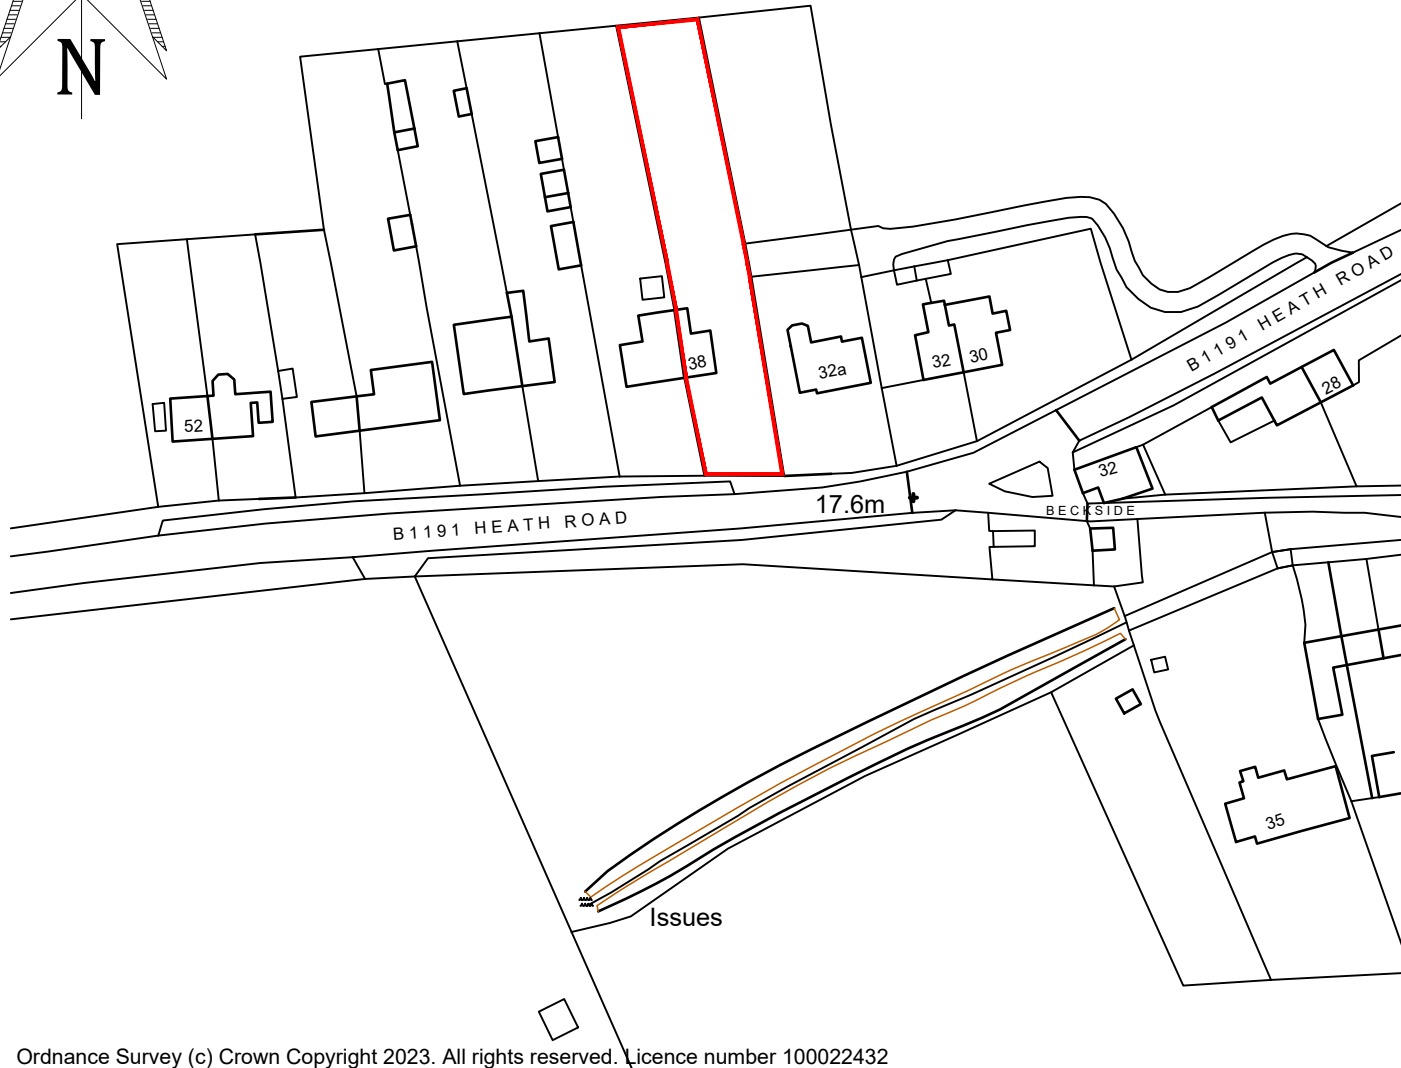 N
B1191 HEATH ROAD
38
32a
32
30
28
52
32
17.6m
BECKSIDE
B1191 HEATH ROAD
35
Issues
Ordnance Survey (c) Crown Copyright 2023. All rights reserved. Licence number 100022432